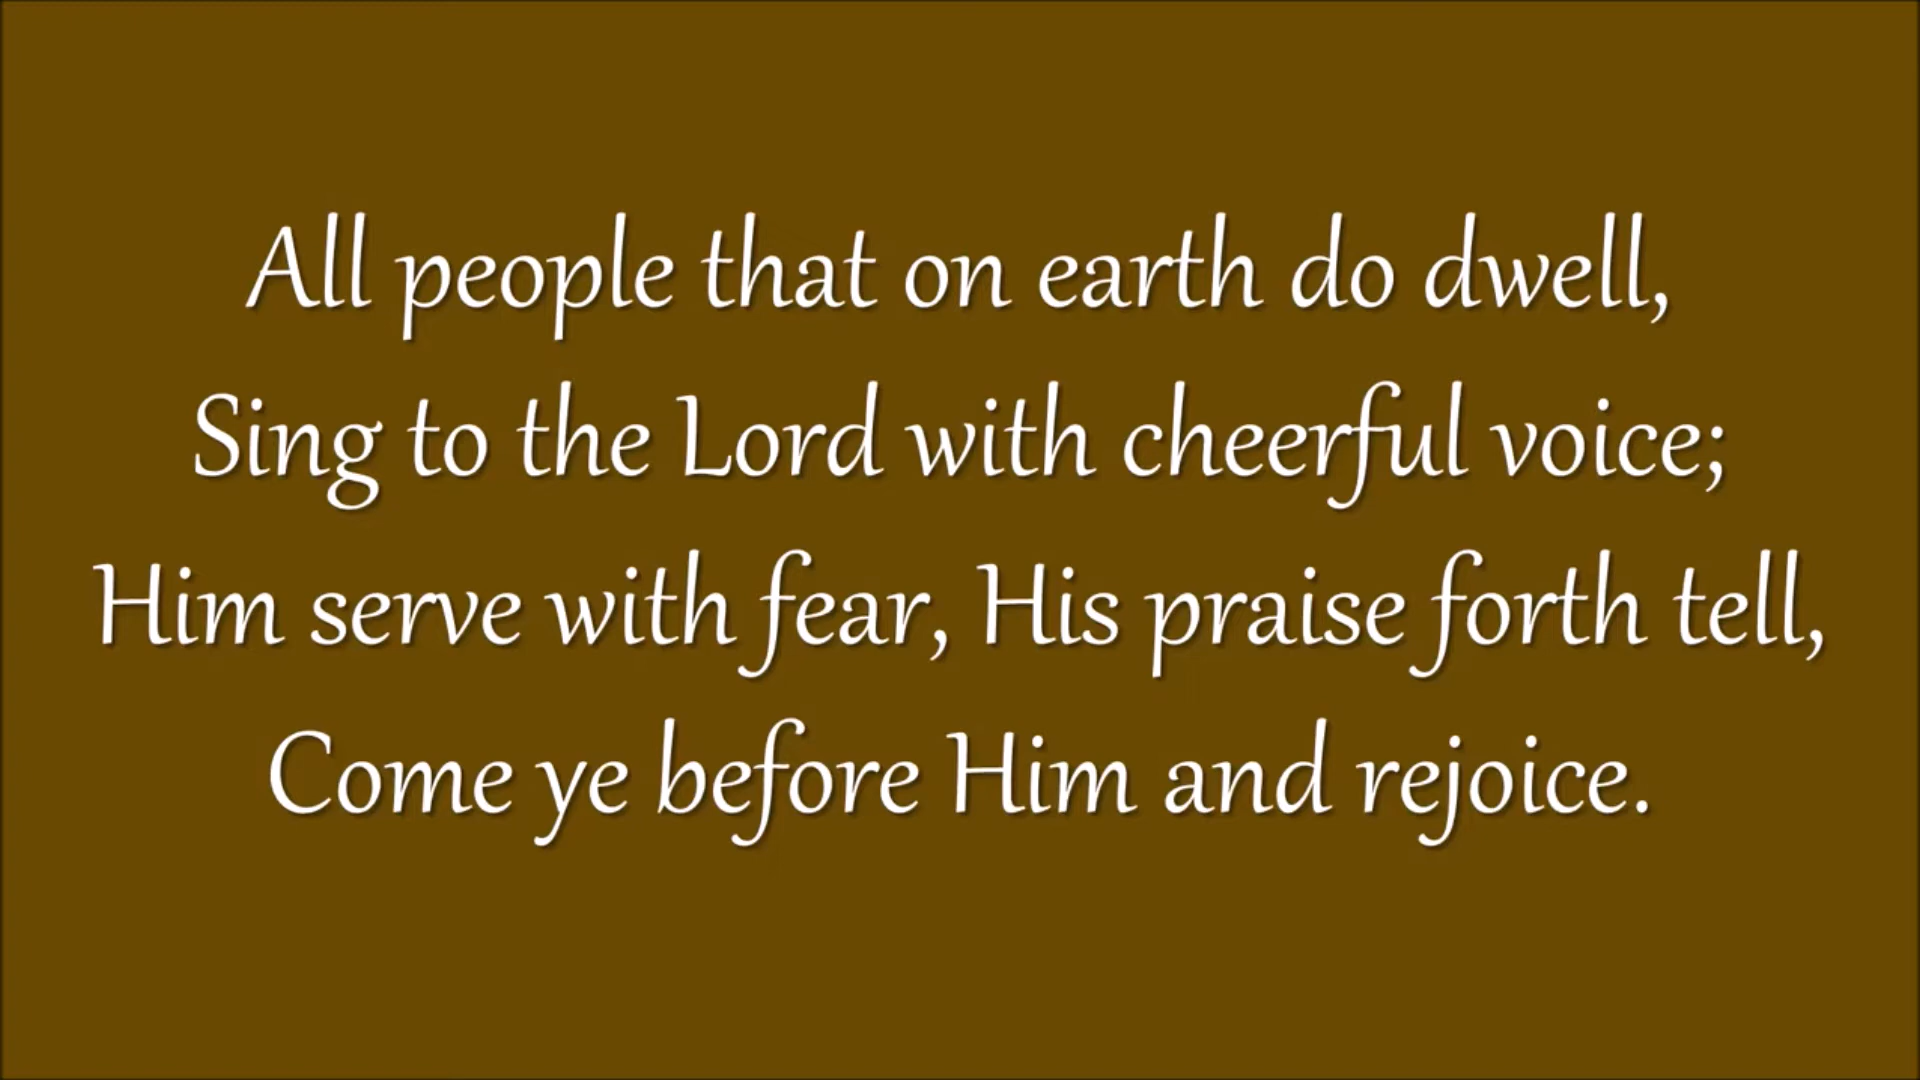 All people that on earth do dwell,
Sing to the Lord with cheerful voice;
Him serve with fear, His praise forth tell,
Come ye before Him and rejoice.